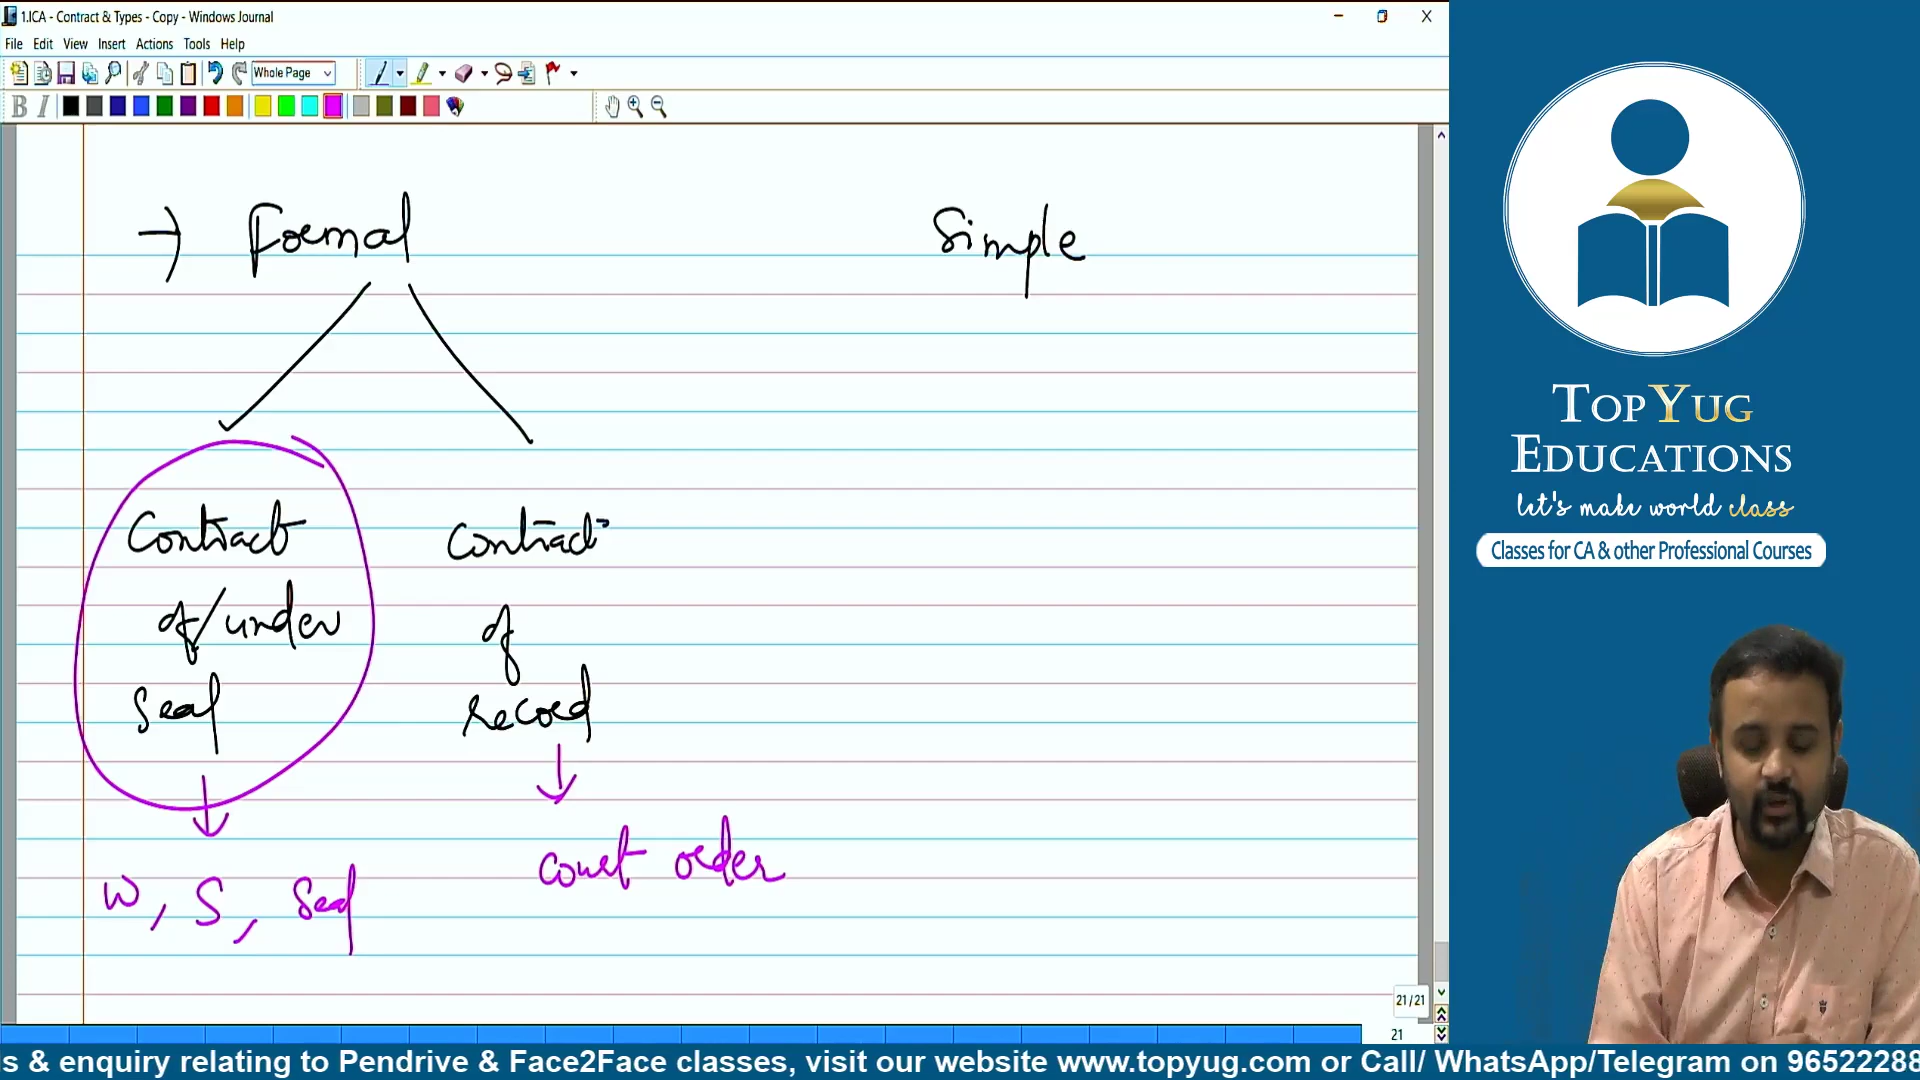 1.ICA - Contract & Types - Copy - Windows Journal
File Edit View Insert Actions Tools Help
Whole Page
B I
→ Formal Simple
Contract Contract
of/under of
Seal record
W, S, Seal court order
21/21
21
TOPYUG
EDUCATIONS
let's make world class
Classes for CA & other Professional Courses
s & enquiry relating to Pendrive & Face2Face classes, visit our website www.topyug.com or Call/ WhatsApp/Telegram on 96522288